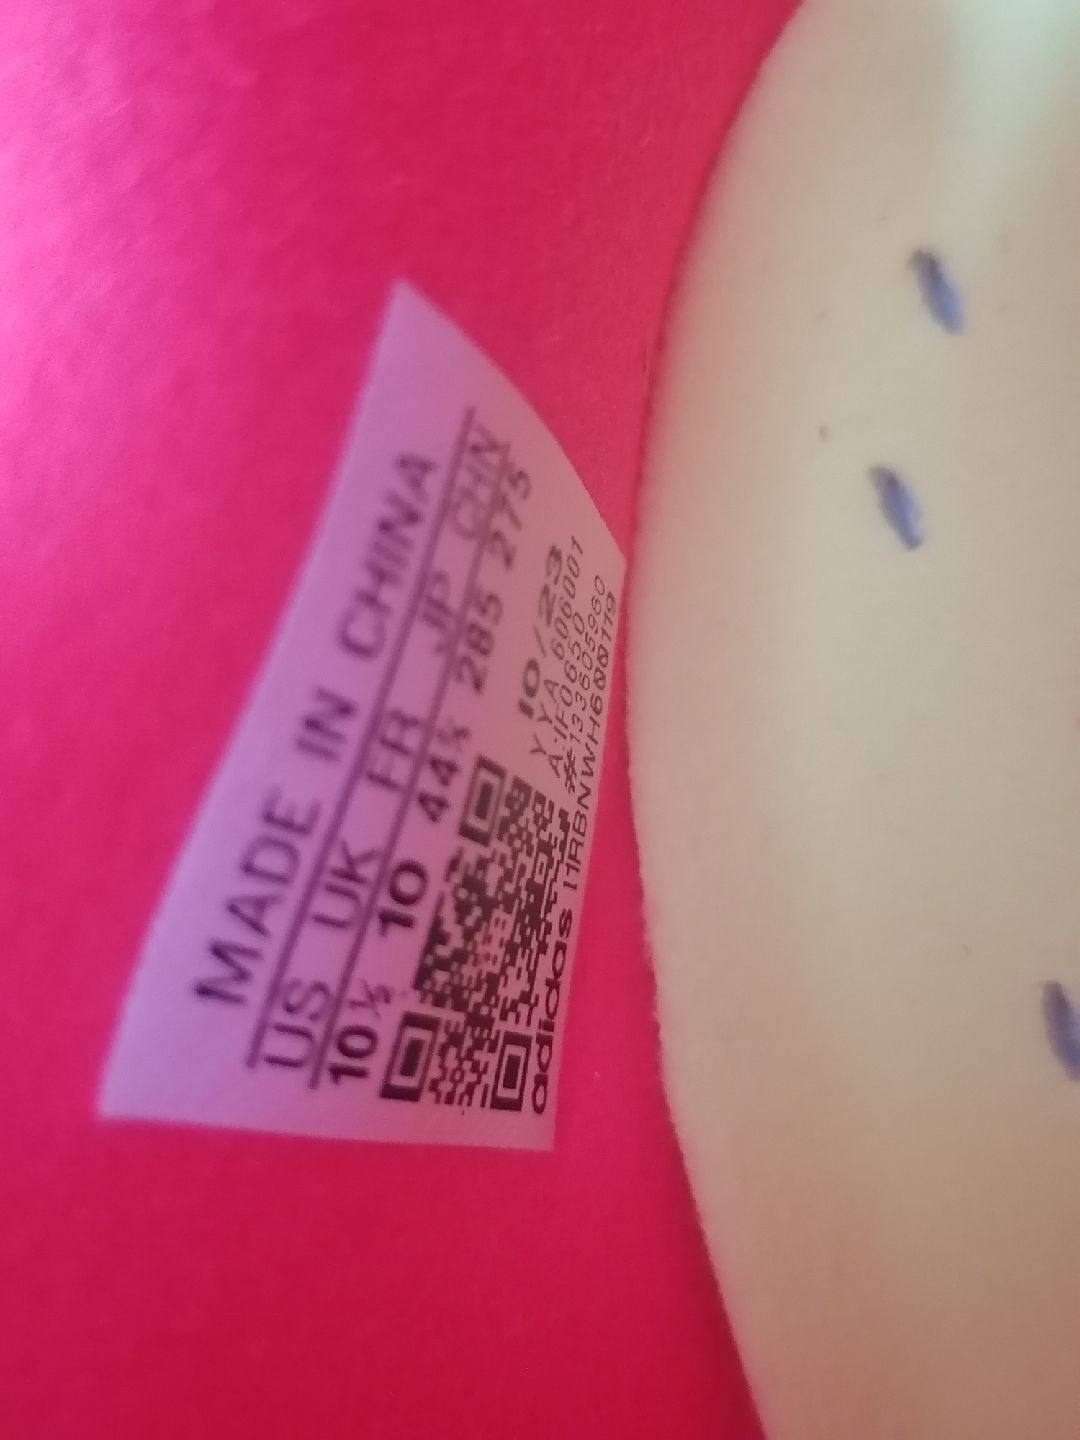 MADE IN CHINA
US UK FR JP CHN
10½ 10 44⅔ 285 275
10/23
YYA 606001
A:IF0650
#:133605960
adidas I1RBNWH600119